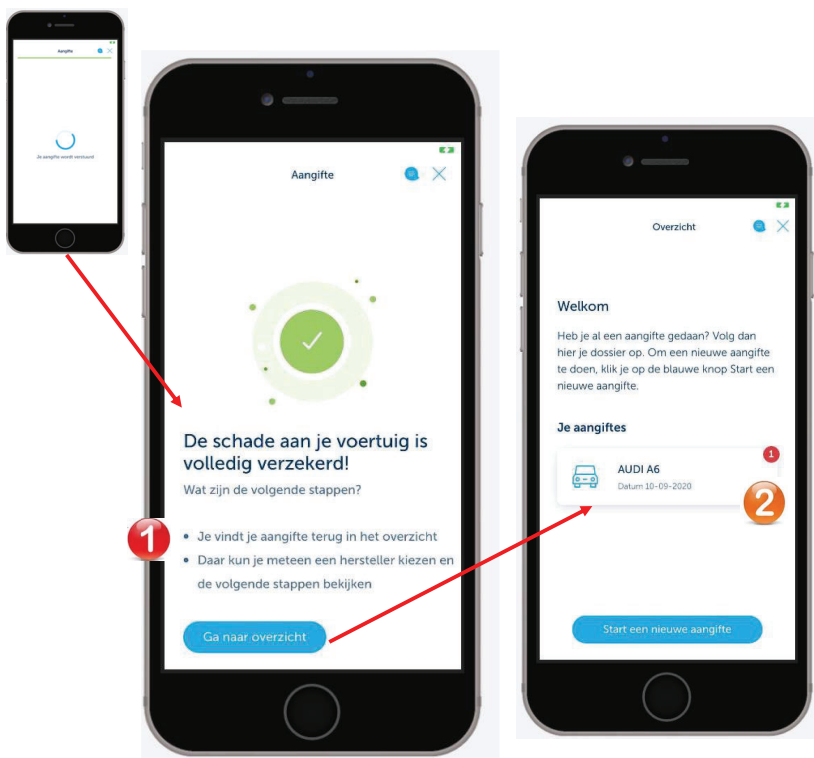 Aangifte
Je aangifte wordt verstuurd
Aangifte
De schade aan je voertuig is
volledig verzekerd!
Wat zijn de volgende stappen?
1
Je vindt je aangifte terug in het overzicht
Daar kun je meteen een hersteller kiezen en
de volgende stappen bekijken
Ga naar overzicht
Overzicht
Welkom
Heb je al een aangifte gedaan? Volg dan
hier je dossier op. Om een nieuwe aangifte
te doen, klik je op de blauwe knop Start een
nieuwe aangifte.
Je aangiftes
1
AUDI A6
Datum 10-09-2020
2
Start een nieuwe aangifte